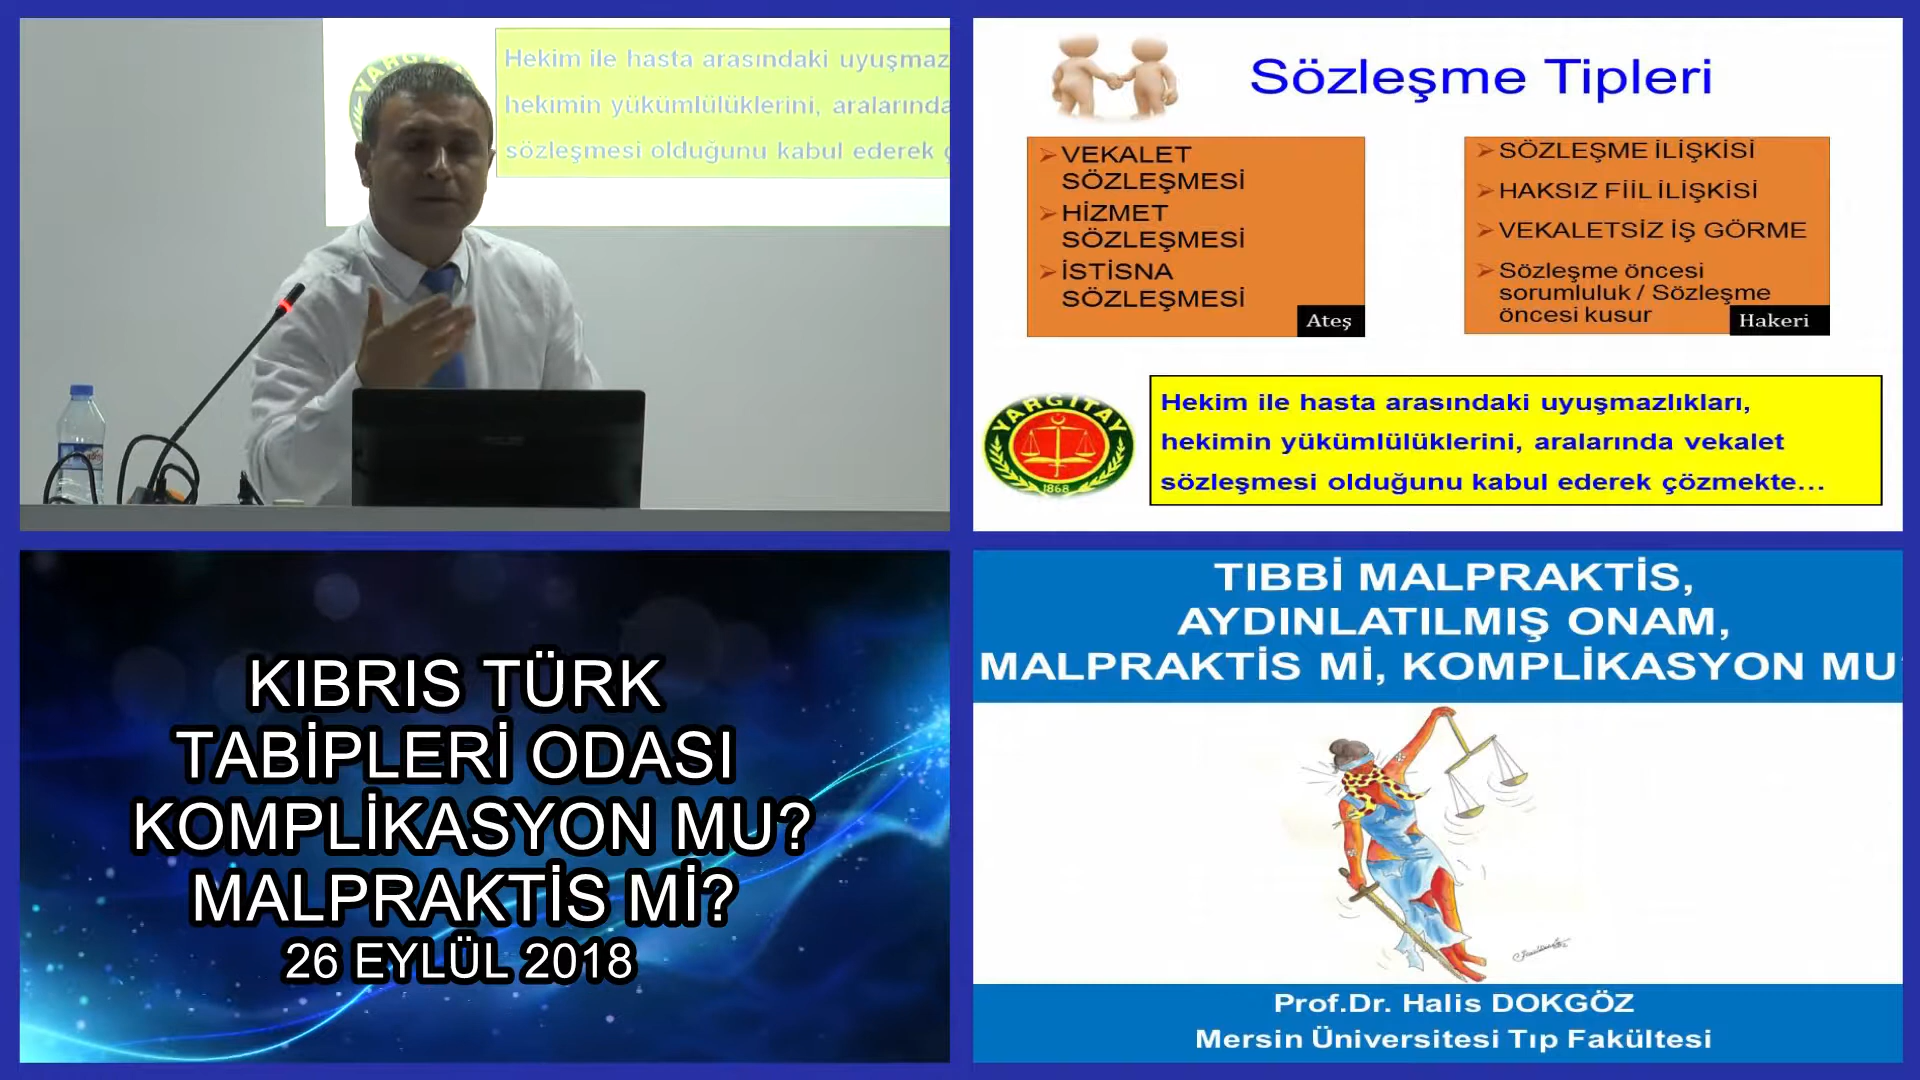 Hekim ile hasta arasındaki uyuşmaz
hekimin yükümlülüklerini, aralarında
sözleşmesi olduğunu kabul ederek ç
Sözleşme Tipleri
➢VEKALET
SÖZLEŞMESİ
➢HİZMET
SÖZLEŞMESİ
➢İSTİSNA
SÖZLEŞMESİ
Ateş
➢SÖZLEŞME İLİŞKİSİ
➢HAKSIZ FİİL İLİŞKİSİ
➢VEKALETSİZ İŞ GÖRME
➢Sözleşme öncesi
sorumluluk / Sözleşme
öncesi kusur
Hakeri
YARGITAY
1868
Hekim ile hasta arasındaki uyuşmazlıkları,
hekimin yükümlülüklerini, aralarında vekalet
sözleşmesi olduğunu kabul ederek çözmekte...
KIBRIS TÜRK
TABİPLERİ ODASI
KOMPLİKASYON MU?
MALPRAKTİS Mİ?
26 EYLÜL 2018
TIBBİ MALPRAKTİS,
AYDINLATILMIŞ ONAM,
MALPRAKTİS Mİ, KOMPLİKASYON MU
Prof.Dr. Halis DOKGÖZ
Mersin Üniversitesi Tıp Fakültesi